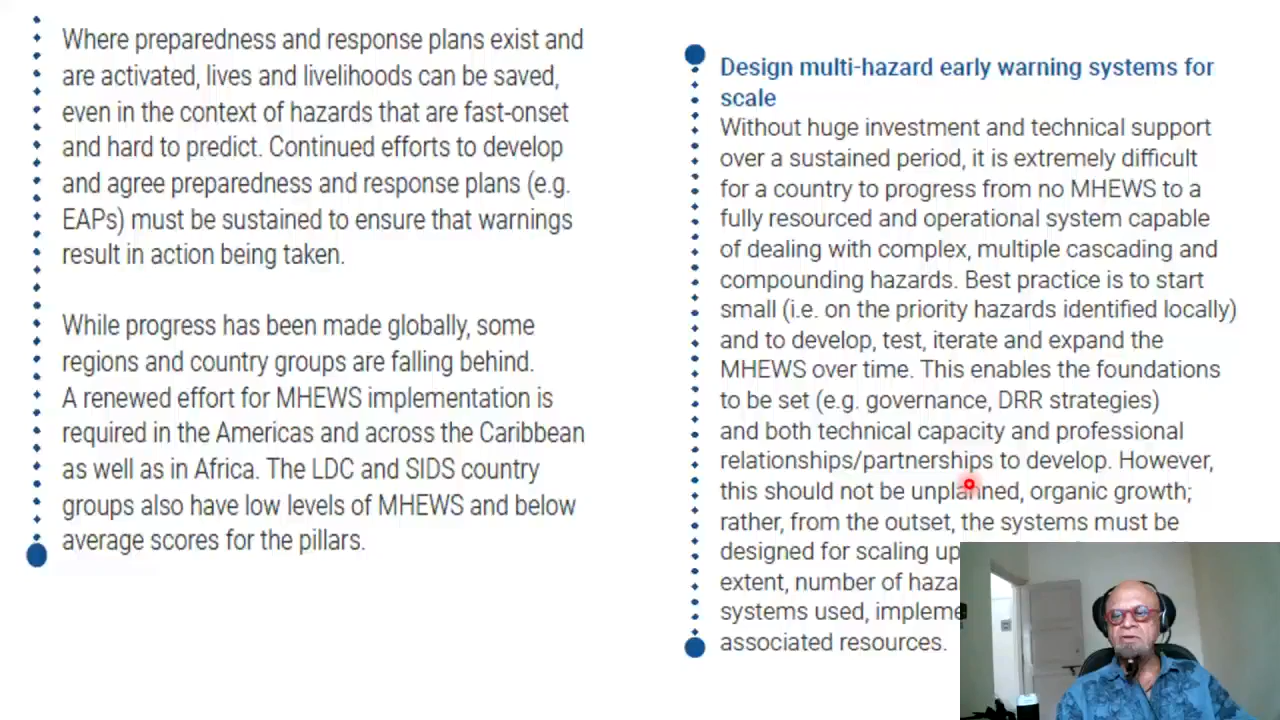 Where preparedness and response plans exist and
are activated, lives and livelihoods can be saved,
even in the context of hazards that are fast-onset
and hard to predict. Continued efforts to develop
and agree preparedness and response plans (e.g.
EAPs) must be sustained to ensure that warnings
result in action being taken.
While progress has been made globally, some
regions and country groups are falling behind.
A renewed effort for MHEWS implementation is
required in the Americas and across the Caribbean
as well as in Africa. The LDC and SIDS country
groups also have low levels of MHEWS and below
average scores for the pillars.
Design multi-hazard early warning systems for
scale
Without huge investment and technical support
over a sustained period, it is extremely difficult
for a country to progress from no MHEWS to a
fully resourced and operational system capable
of dealing with complex, multiple cascading and
compounding hazards. Best practice is to start
small (i.e. on the priority hazards identified locally)
and to develop, test, iterate and expand the
MHEWS over time. This enables the foundations
to be set (e.g. governance, DRR strategies)
and both technical capacity and professional
relationships/partnerships to develop. However,
this should not be unplanned, organic growth;
rather, from the outset, the systems must be
designed for scaling up
extent, number of
systems used,
associated resources.